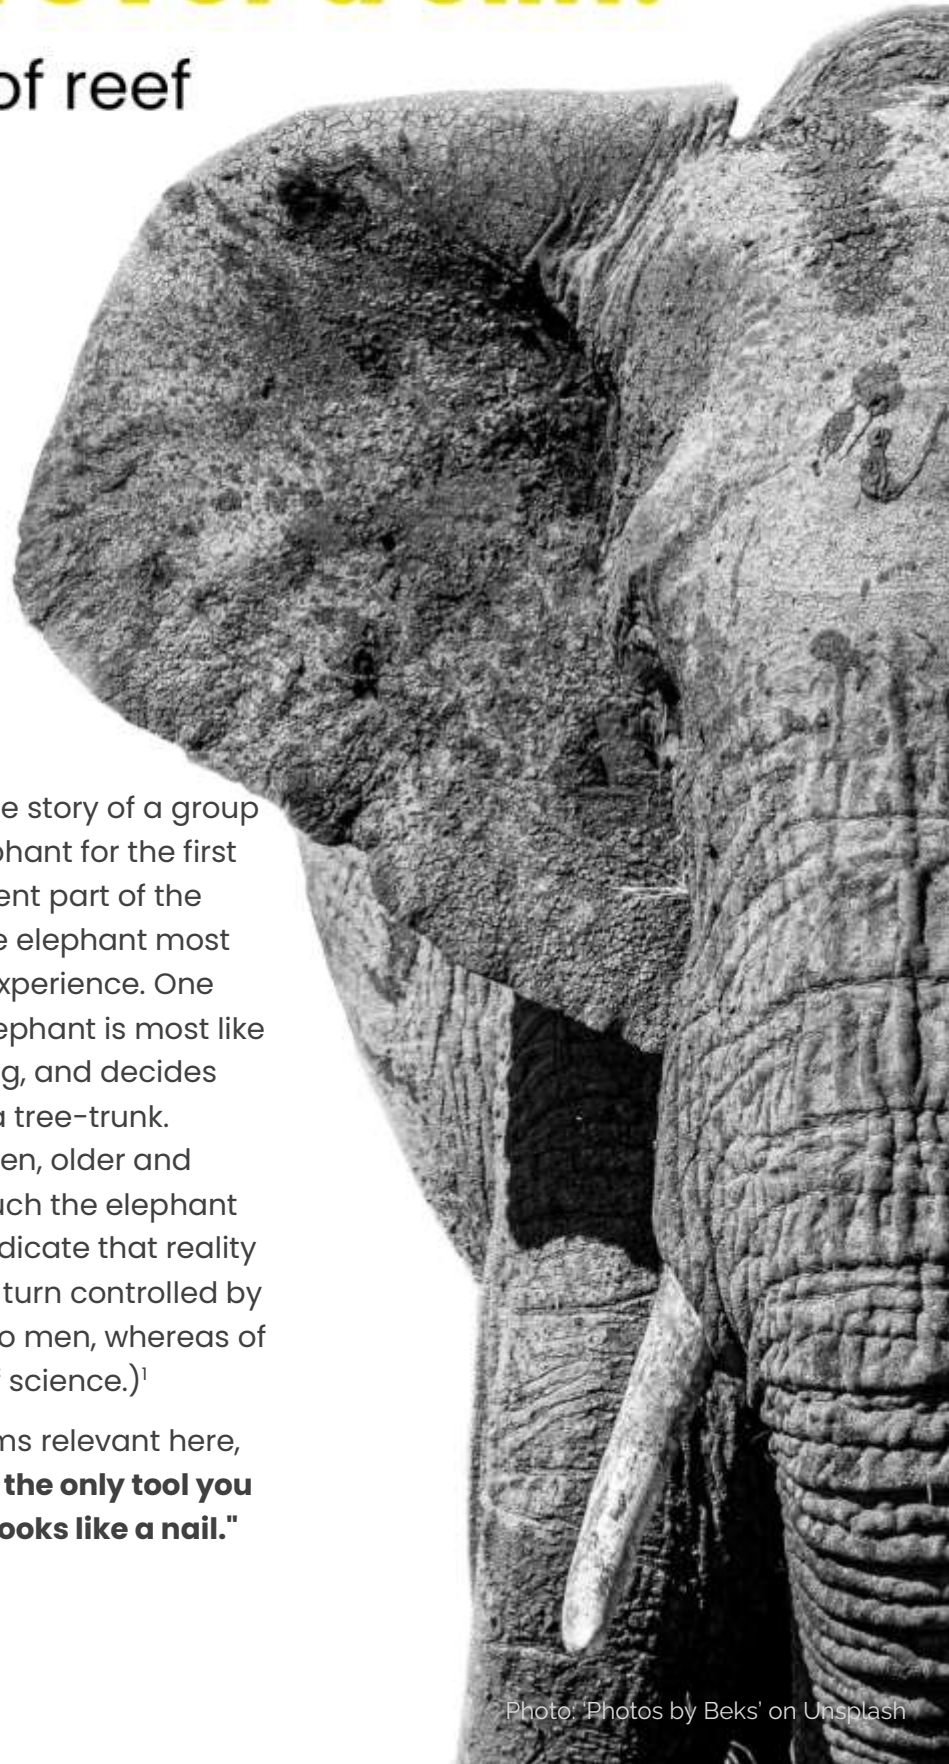 of reef
e story of a group
phant for the first
ent part of the
e elephant most
xperience. One
ephant is most like
g, and decides
a tree-trunk.
en, older and
uch the elephant
dicate that reality
turn controlled by
o men, whereas of
f science.)1
ms relevant here,
the only tool you
ooks like a nail."
Photo: 'Photos by Beks' on Unsplash